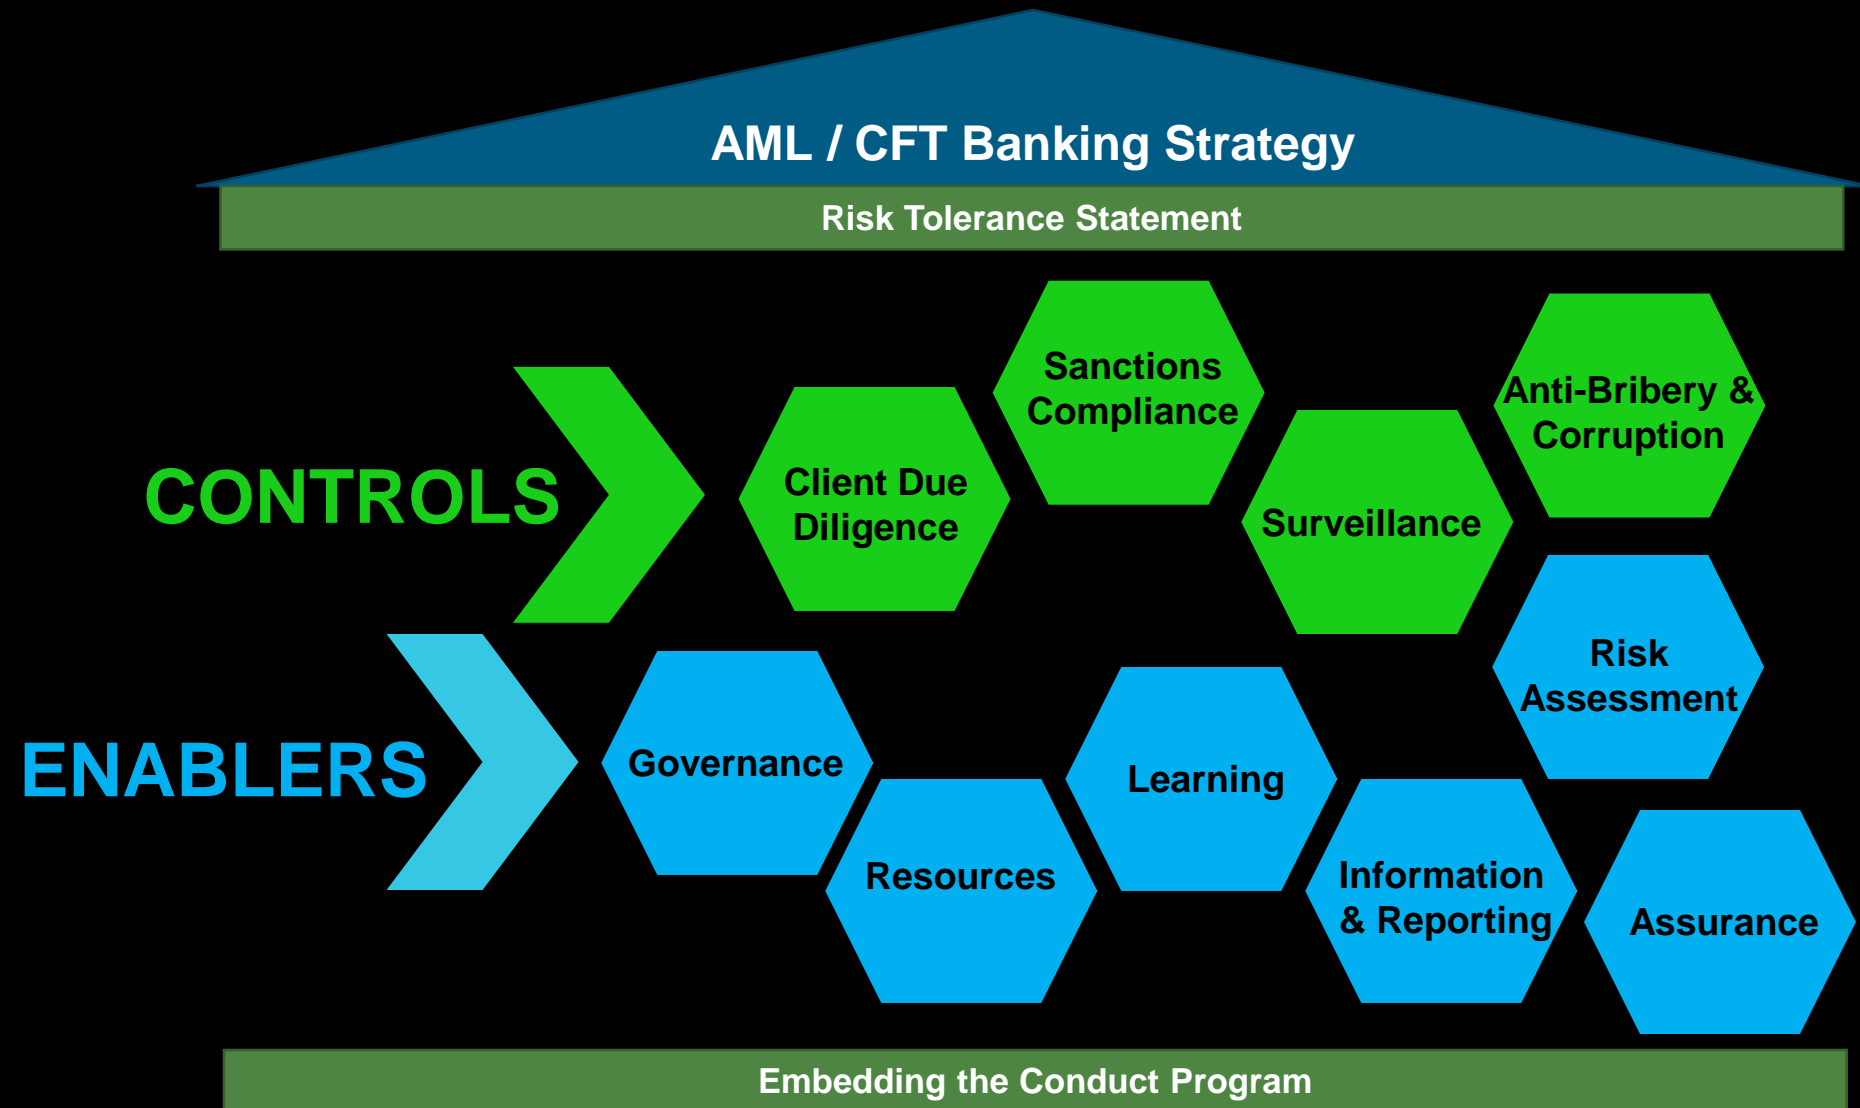 AML / CFT Banking Strategy
Risk Tolerance Statement
CONTROLS
Client Due
Diligence
Sanctions
Compliance
Surveillance
Anti-Bribery &
Corruption
ENABLERS
Governance
Resources
Learning
Information
& Reporting
Risk
Assessment
Assurance
Embedding the Conduct Program